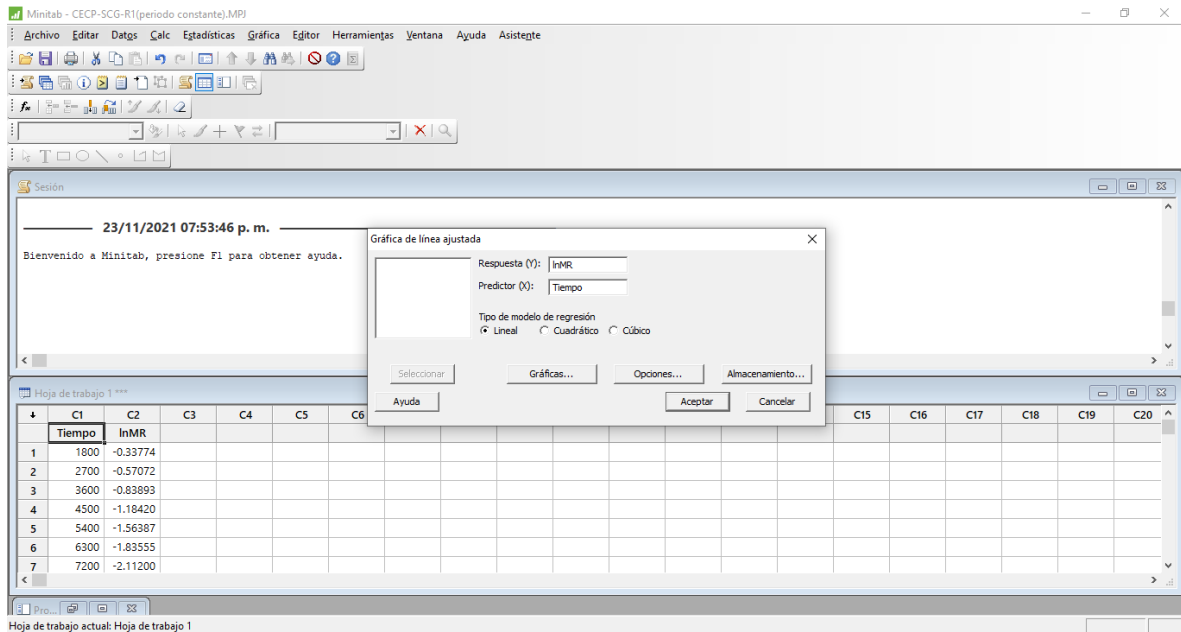 Minitab - CECP-SCG-R1(periodo constante).MPJ
Archivo Editar Datos Calc Estadísticas Gráfica Editor Herramientas Ventana Ayuda Asistente
Sesión
23/11/2021 07:53:46 p. m.
Bienvenido a Minitab, presione F1 para obtener ayuda.
Gráfica de línea ajustada
Respuesta (Y): lnMR
Predictor (X): Tiempo
Tipo de modelo de regresión
Lineal Cuadrático Cúbico
Seleccionar Gráficas... Opciones... Almacenamiento...
Ayuda Aceptar Cancelar
Hoja de trabajo 1 ***
C1 C2 C3 C4 C5 C6 C15 C16 C17 C18 C19 C20
Tiempo lnMR
1 1800 -0.33774
2 2700 -0.57072
3 3600 -0.83893
4 4500 -1.18420
5 5400 -1.56387
6 6300 -1.83555
7 7200 -2.11200
Pro...
Hoja de trabajo actual: Hoja de trabajo 1